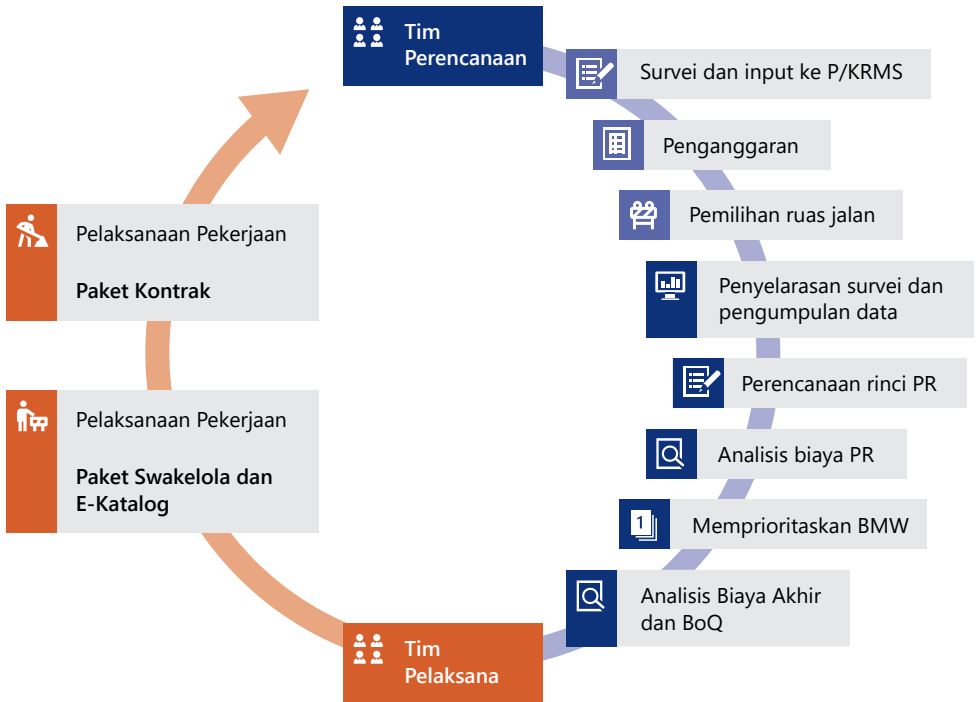 Tim
Perencanaan
Survei dan input ke P/KRMS
Penganggaran
Pemilihan ruas jalan
Penyelarasan survei dan
pengumpulan data
Perencanaan rinci PR
Analisis biaya PR
1
Memprioritaskan BMW
Analisis Biaya Akhir
dan BoQ
Tim
Pelaksana
Pelaksanaan Pekerjaan
Paket Swakelola dan
E-Katalog
Pelaksanaan Pekerjaan
Paket Kontrak